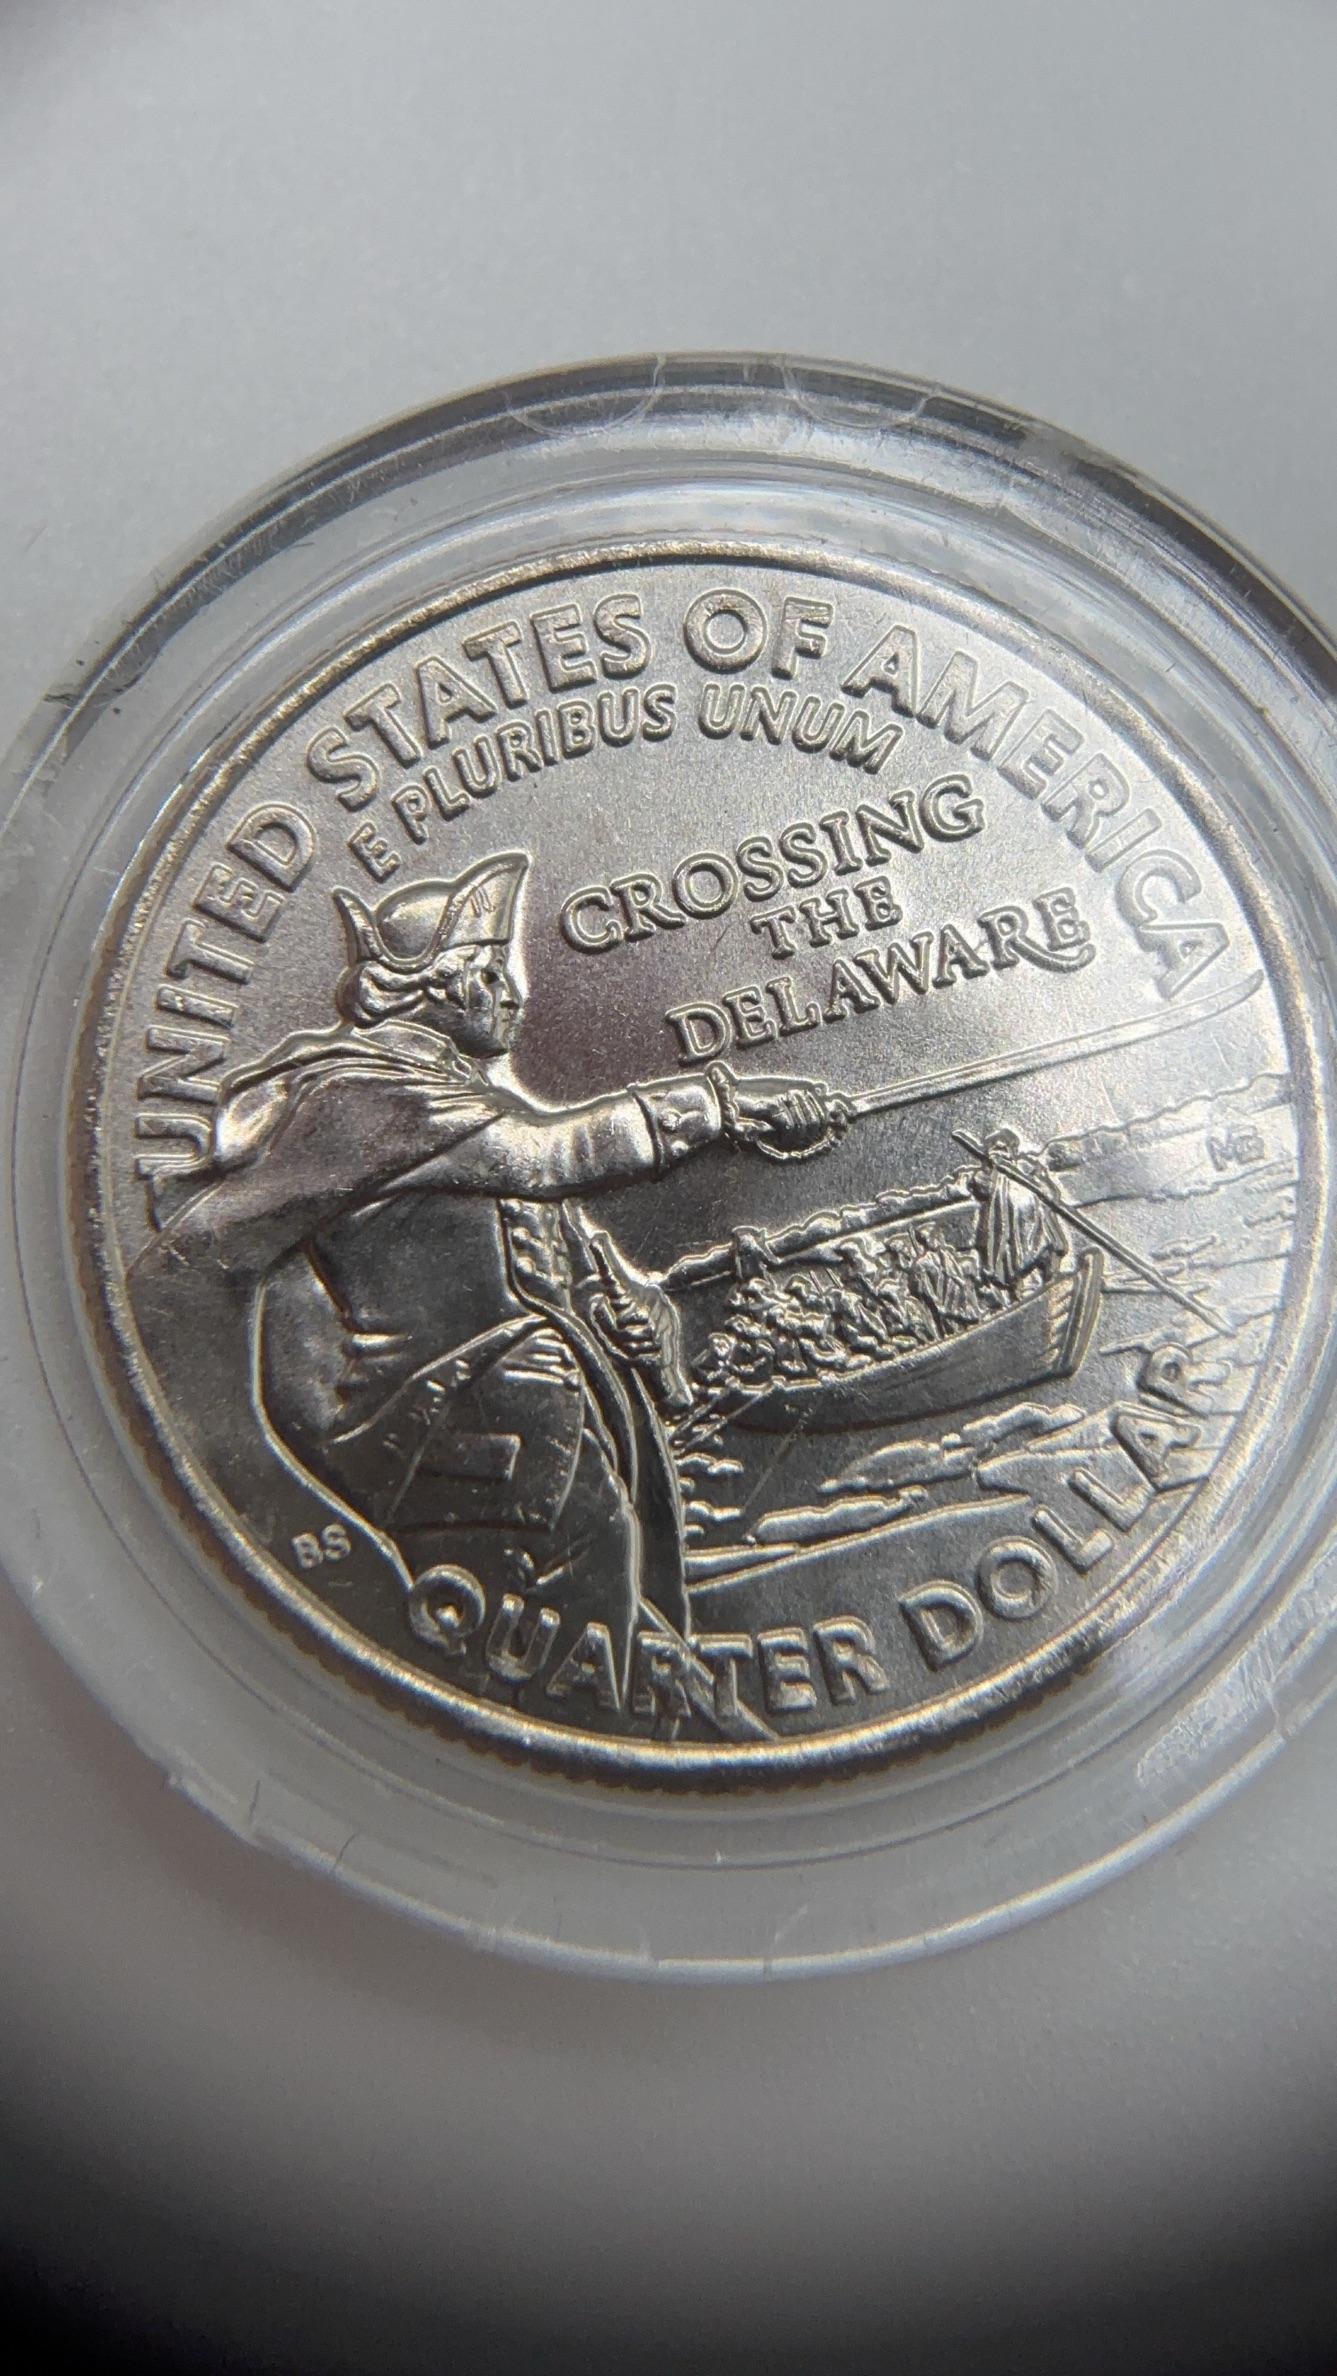 UNITED STATES OF AMERICA
E PLURIBUS UNUM
CROSSING
THE
DELAWARE
MG
BS
QUARTER DOLLAR